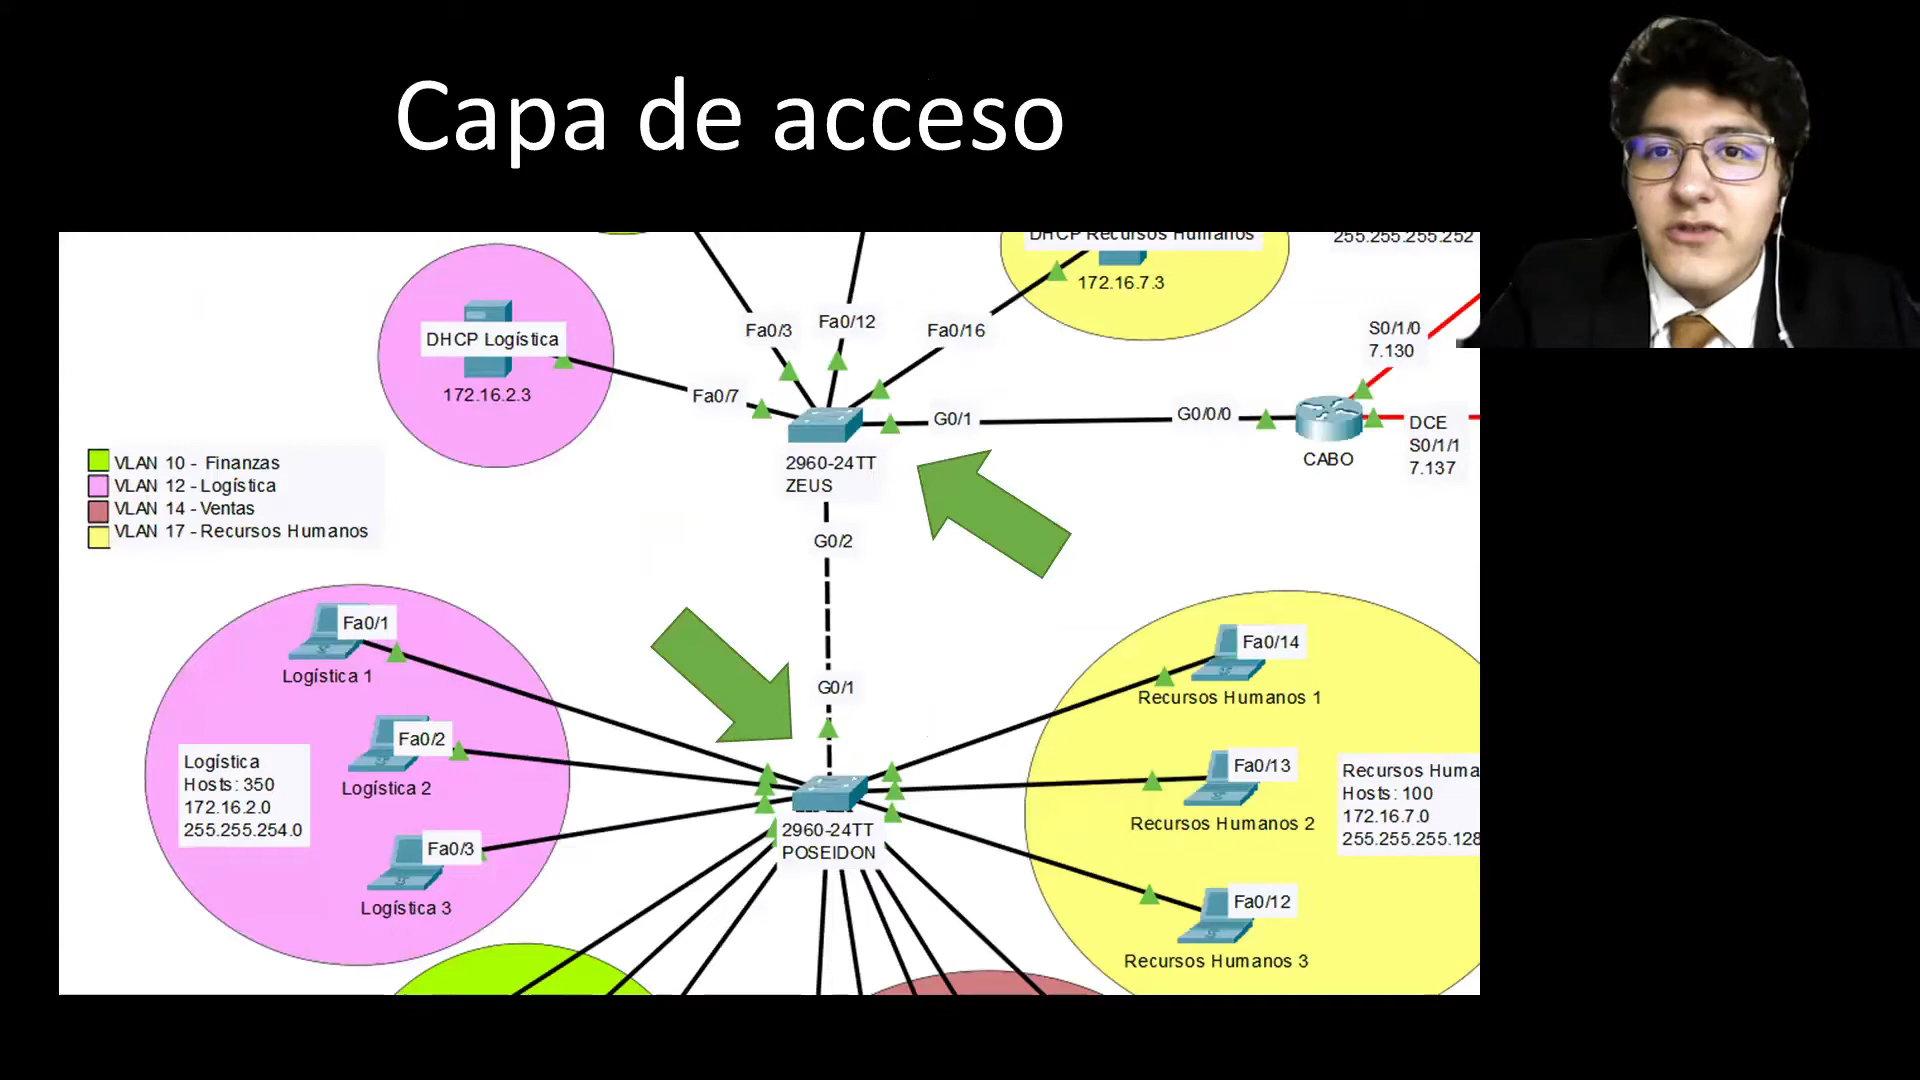 Capa de acceso
DHCP Recursos Humanos
172.16.7.3
255.255.255.252
Fa0/3
Fa0/12
Fa0/16
S0/1/0
7.130
DHCP Logística
172.16.2.3
Fa0/7
G0/1
G0/0/0
DCE
S0/1/1
7.137
CABO
2960-24TT
ZEUS
VLAN 10 - Finanzas
VLAN 12 - Logística
VLAN 14 - Ventas
VLAN 17 - Recursos Humanos
G0/2
G0/1
Fa0/1
Logística 1
Fa0/2
Logística 2
Fa0/3
Logística 3
Logística
Hosts: 350
172.16.2.0
255.255.254.0
2960-24TT
POSEIDON
Fa0/14
Recursos Humanos 1
Fa0/13
Recursos Humanos 2
Fa0/12
Recursos Humanos 3
Recursos Huma
Hosts: 100
172.16.7.0
255.255.255.128